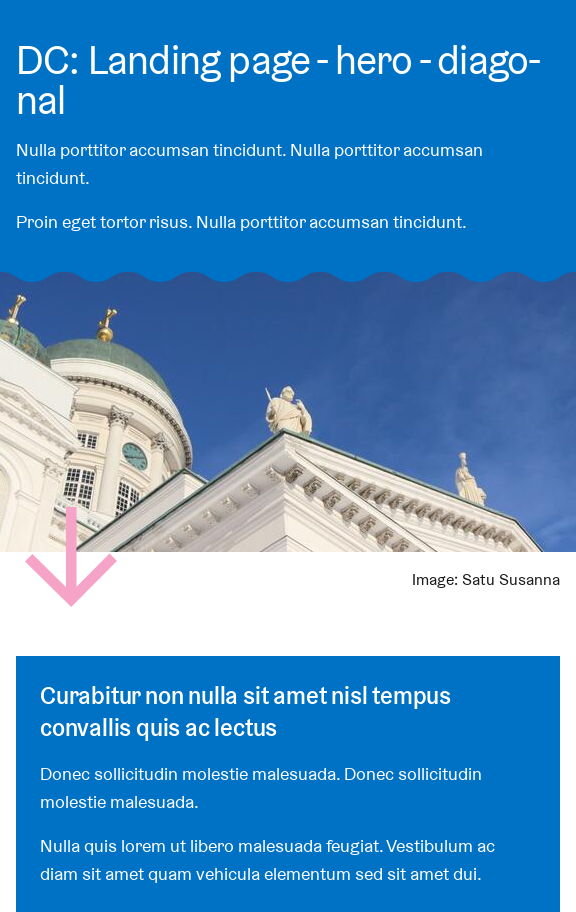 DC: Landing page - hero - diago-
nal
Nulla porttitor accumsan tincidunt. Nulla porttitor accumsan
tincidunt.
Proin eget tortor risus. Nulla porttitor accumsan tincidunt.
Image: Satu Susanna
Curabitur non nulla sit amet nisl tempus
convallis quis ac lectus
Donec sollicitudin molestie malesuada. Donec sollicitudin
molestie malesuada.
Nulla quis lorem ut libero malesuada feugiat. Vestibulum ac
diam sit amet quam vehicula elementum sed sit amet dui.